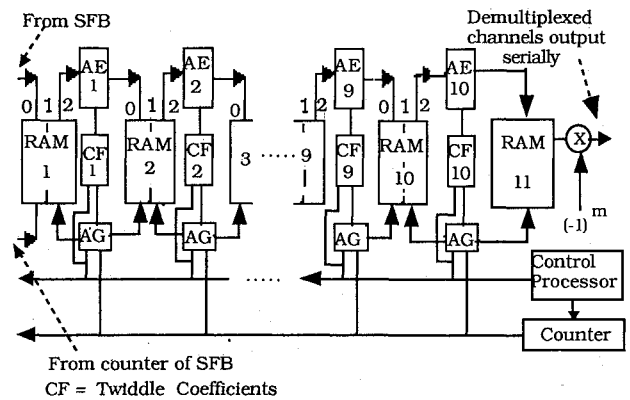 From SFB
Demultiplexed
channels output
serially
AE
1
AE
2
AE
9
AE
10
0 1 2
0 1 2
0
1 2
0 1 2
RAM
1
CF
1
RAM
2
CF
2
3
.....
9
CF
9
RAM
10
CF
10
RAM
11
X
(-1) m
AG
AG
AG
AG
.....
Control
Processor
Counter
From counter of SFB
CF = Twiddle Coefficients